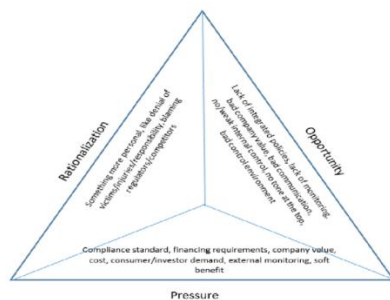 Rationalization
Something more personal, like denial of
victims/injuries/responsibility, blaming
regulators/competitors
Opportunity
Lack of integrated policies, lack of monitoring,
bad company value, bad communication,
no/weak internal control, no tone at the top,
bad control environment
Compliance standard, financing requirements, company value,
cost, consumer/investor demand, external monitoring, soft
benefit
Pressure